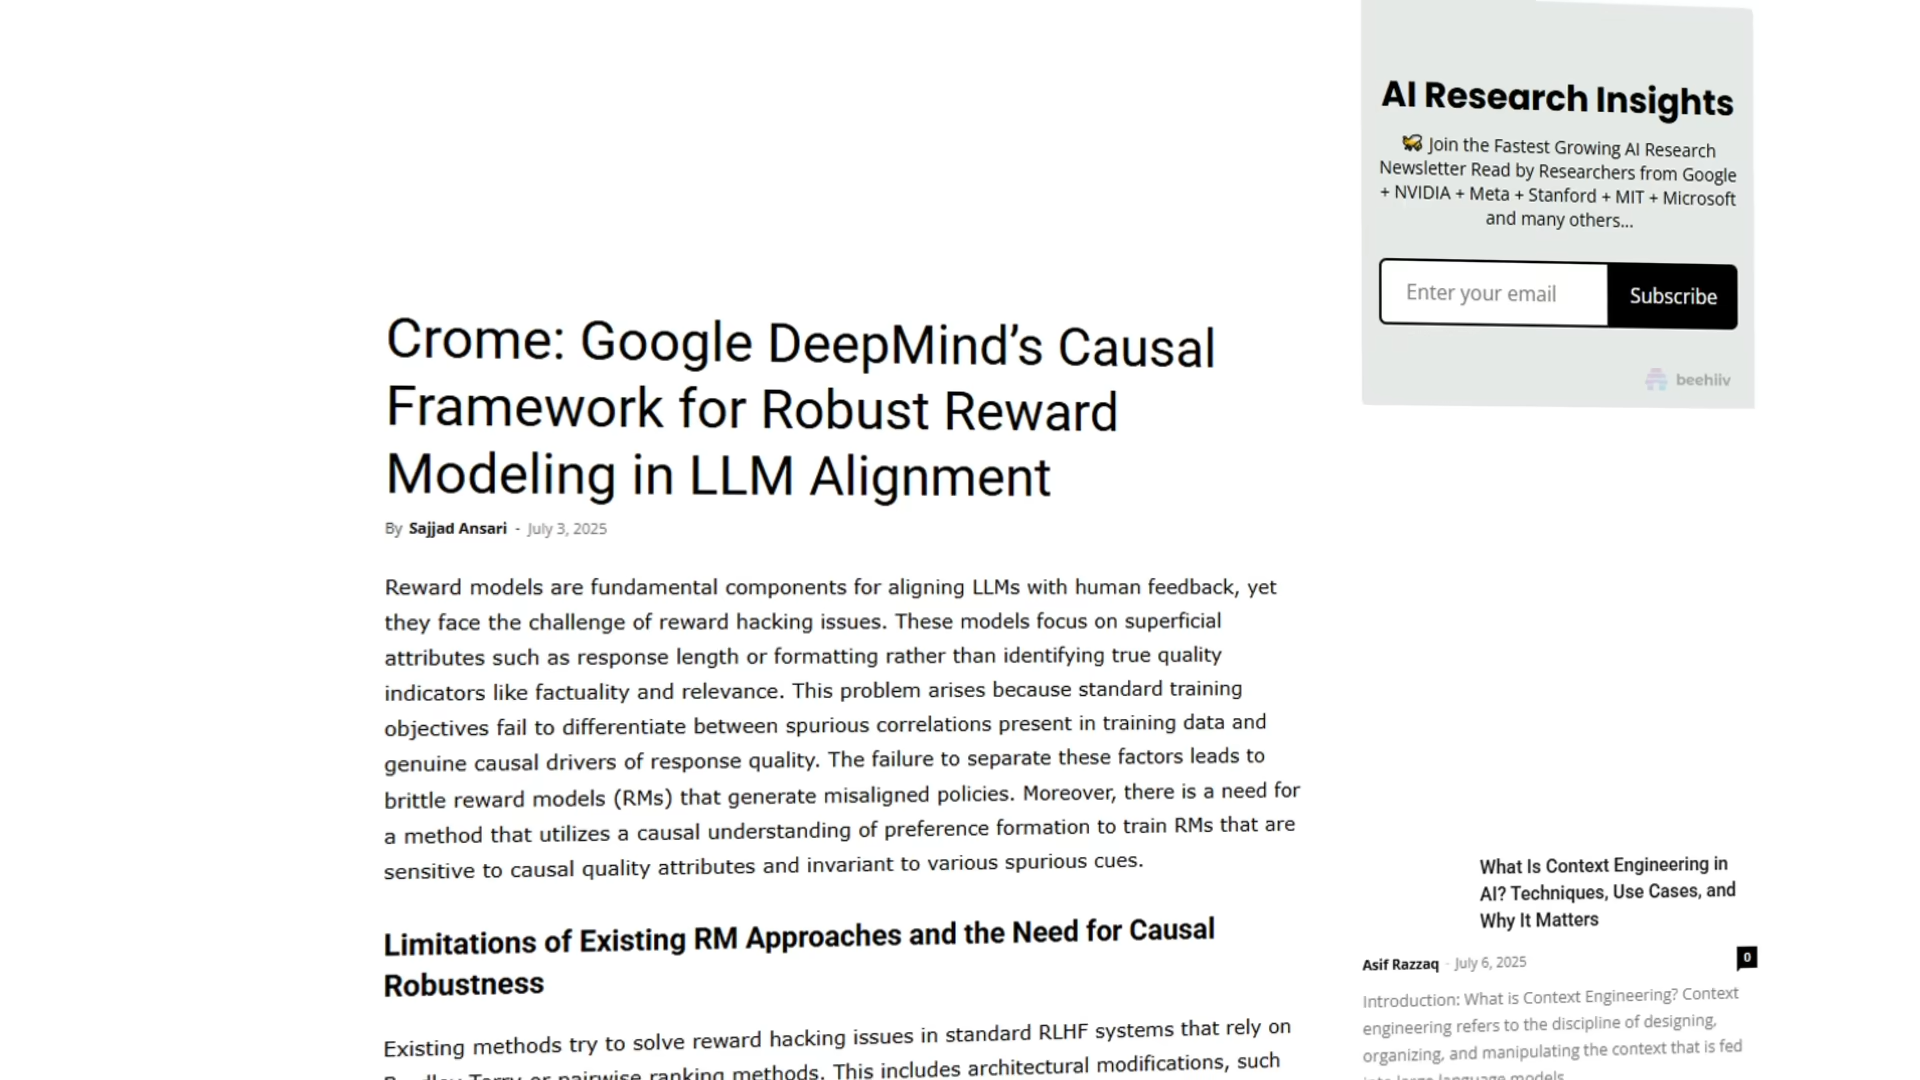 AI Research Insights
Join the Fastest Growing AI Research
Newsletter Read by Researchers from Google
+ NVIDIA + Meta + Stanford + MIT + Microsoft
and many others...
Enter your email
Subscribe
beehiiv
Crome: Google DeepMind’s Causal
Framework for Robust Reward
Modeling in LLM Alignment
By Sajjad Ansari - July 3, 2025
Reward models are fundamental components for aligning LLMs with human feedback, yet
they face the challenge of reward hacking issues. These models focus on superficial
attributes such as response length or formatting rather than identifying true quality
indicators like factuality and relevance. This problem arises because standard training
objectives fail to differentiate between spurious correlations present in training data and
genuine causal drivers of response quality. The failure to separate these factors leads to
brittle reward models (RMs) that generate misaligned policies. Moreover, there is a need for
a method that utilizes a causal understanding of preference formation to train RMs that are
sensitive to causal quality attributes and invariant to various spurious cues.
Limitations of Existing RM Approaches and the Need for Causal
Robustness
Existing methods try to solve reward hacking issues in standard RLHF systems that rely on
Bradley-Terry or pairwise ranking methods. This includes architectural modifications, such
What Is Context Engineering in
AI? Techniques, Use Cases, and
Why It Matters
Asif Razzaq - July 6, 2025
0
Introduction: What is Context Engineering? Context
engineering refers to the discipline of designing,
organizing, and manipulating the context that is fed
into large language models